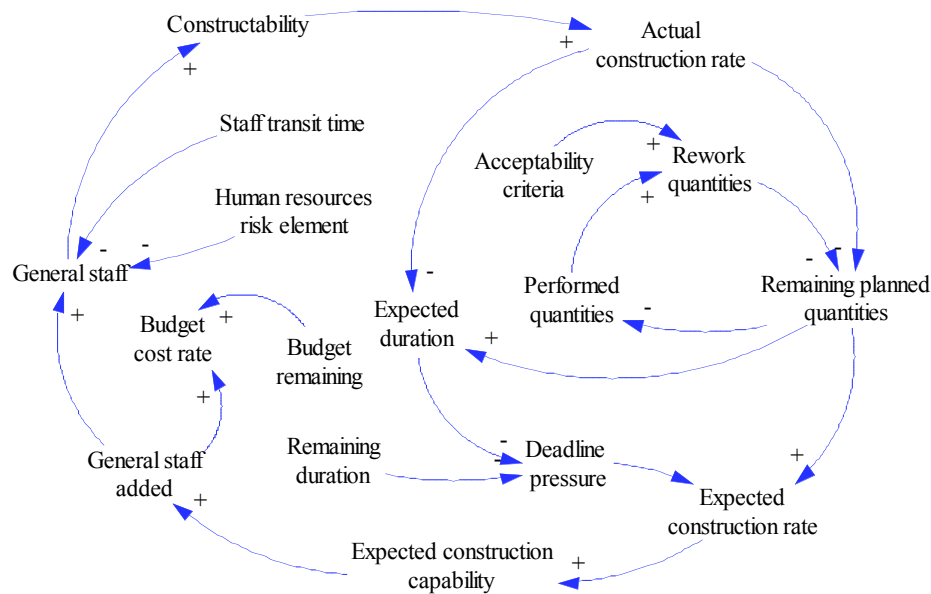 Constructability
+
Actual
construction rate
+
Staff transit time
Acceptability
criteria
+
Rework
quantities
+
Human resources
risk element
-
-
General staff
+
-
-
Remaining planned
quantities
Performed
quantities
-
-
Expected
duration
+
Budget
cost rate
+
Budget
remaining
+
General staff
added
+
Remaining
duration
-
-
Deadline
pressure
+
Expected
construction rate
Expected construction
capability
+